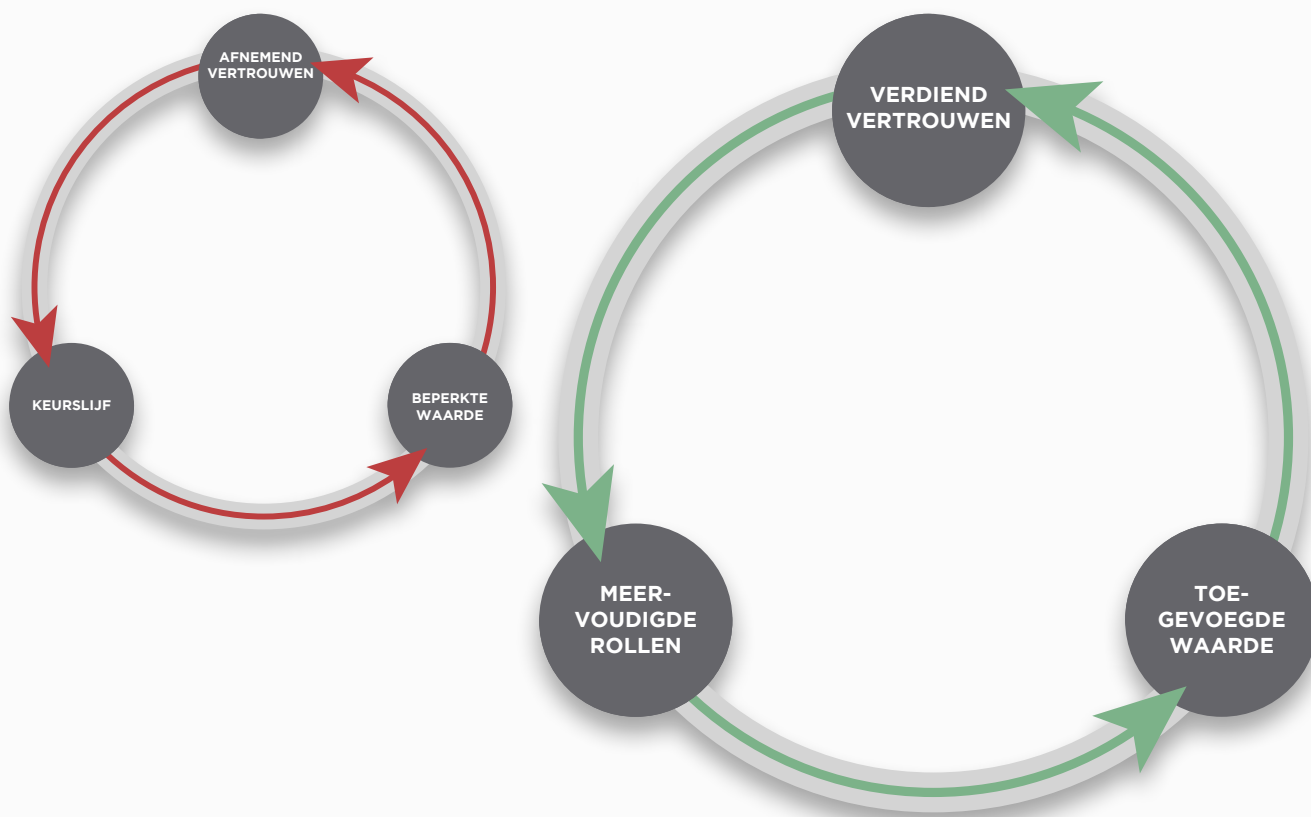 AFNEMEND
VERTROUWEN
KEURSLIJF
BEPERKTE
WAARDE
VERDIEND
VERTROUWEN
MEER-
VOUDIGDE
ROLLEN
TOE-
GEVOEGDE
WAARDE